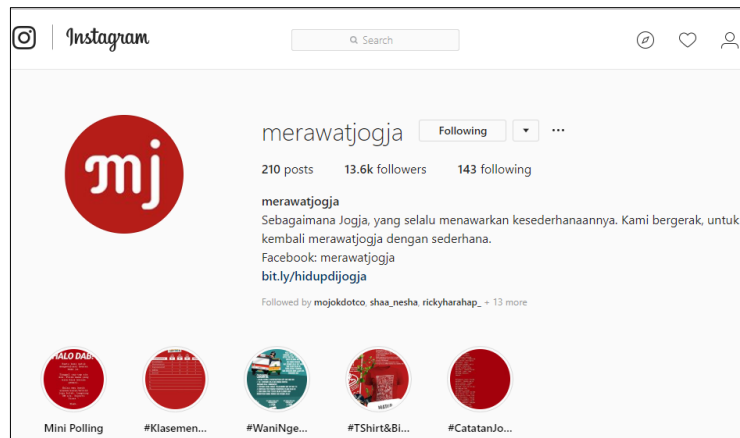 Instagram
Search
mj
merawatjogja Following
210 posts 13.6k followers 143 following
merawatjogja
Sebagaimana Jogja, yang selalu menawarkan kesederhanaannya. Kami bergerak, untuk
kembali merawatjogja dengan sederhana.
Facebook: merawatjogja
bit.ly/hidupdijogja
Followed by mojokdotco, shaa_nesha, rickyharahap_ + 13 more
HALO DAB!
Mini Polling #Klasemen... #WaniNge... #TShirt&Bi... #CatatanJo...